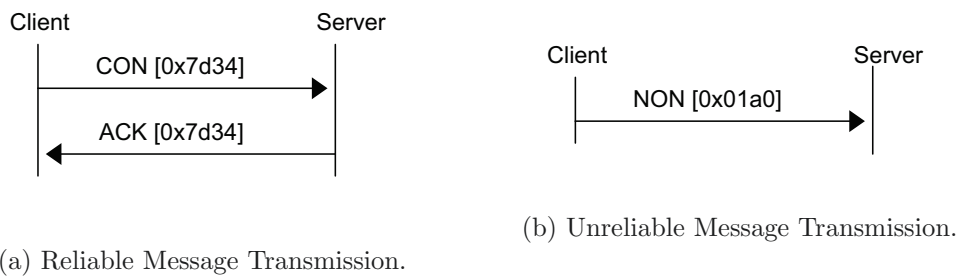 Client Server
CON [0x7d34]
ACK [0x7d34]
(a) Reliable Message Transmission.
Client Server
NON [0x01a0]
(b) Unreliable Message Transmission.